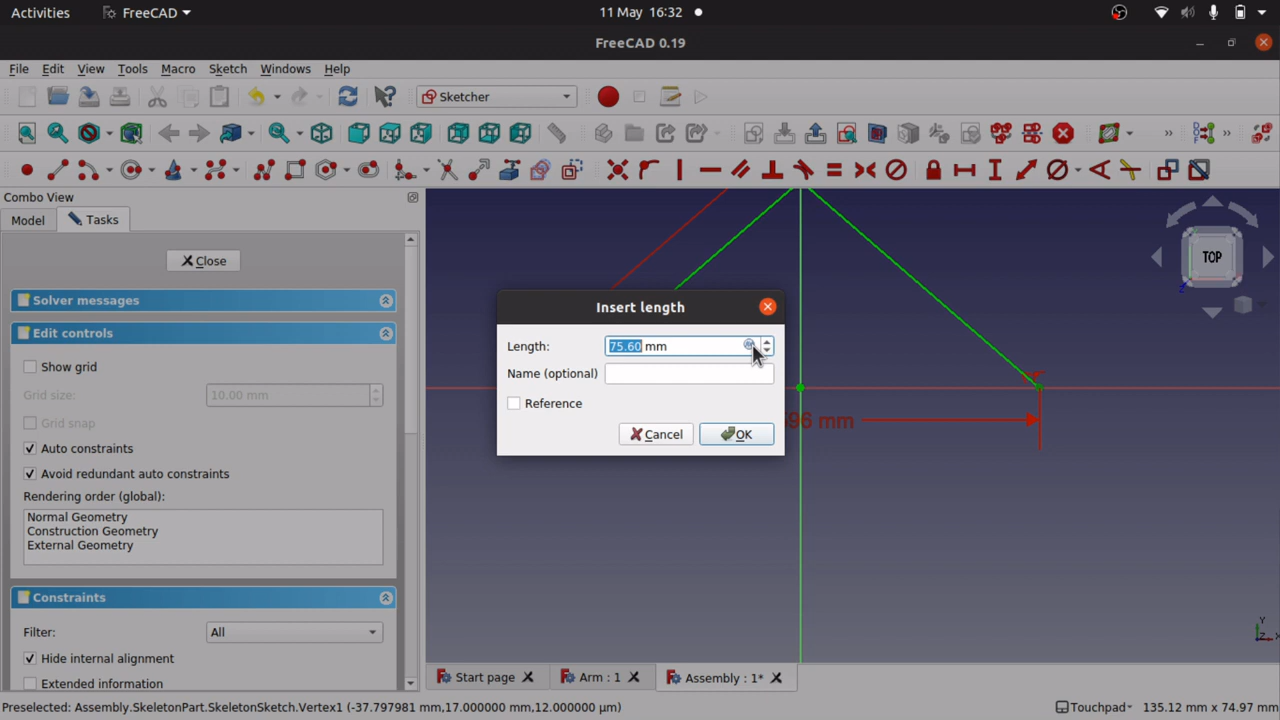 Activities FreeCAD 11 May 16:32
FreeCAD 0.19
File Edit View Tools Macro Sketch Windows Help
Sketcher
Combo View
Model Tasks
TOP
Close
Solver messages
Insert length
Edit controls
Length: 75.60 mm
Show grid
Name (optional)
Grid size: 10.00 mm
Reference
Grid snap
596 mm
Cancel OK
Auto constraints
Avoid redundant auto constraints
Rendering order (global):
Normal Geometry
Construction Geometry
External Geometry
Constraints
Filter: All
Y
Z X
Hide internal alignment
Start page Arm : 1 Assembly : 1*
Extended information
Preselected: Assembly.SkeletonPart.SkeletonSketch.Vertex1 (-37.797981 mm,17.000000 mm,12.000000 µm) Touchpad 135.12 mm x 74.97 mm